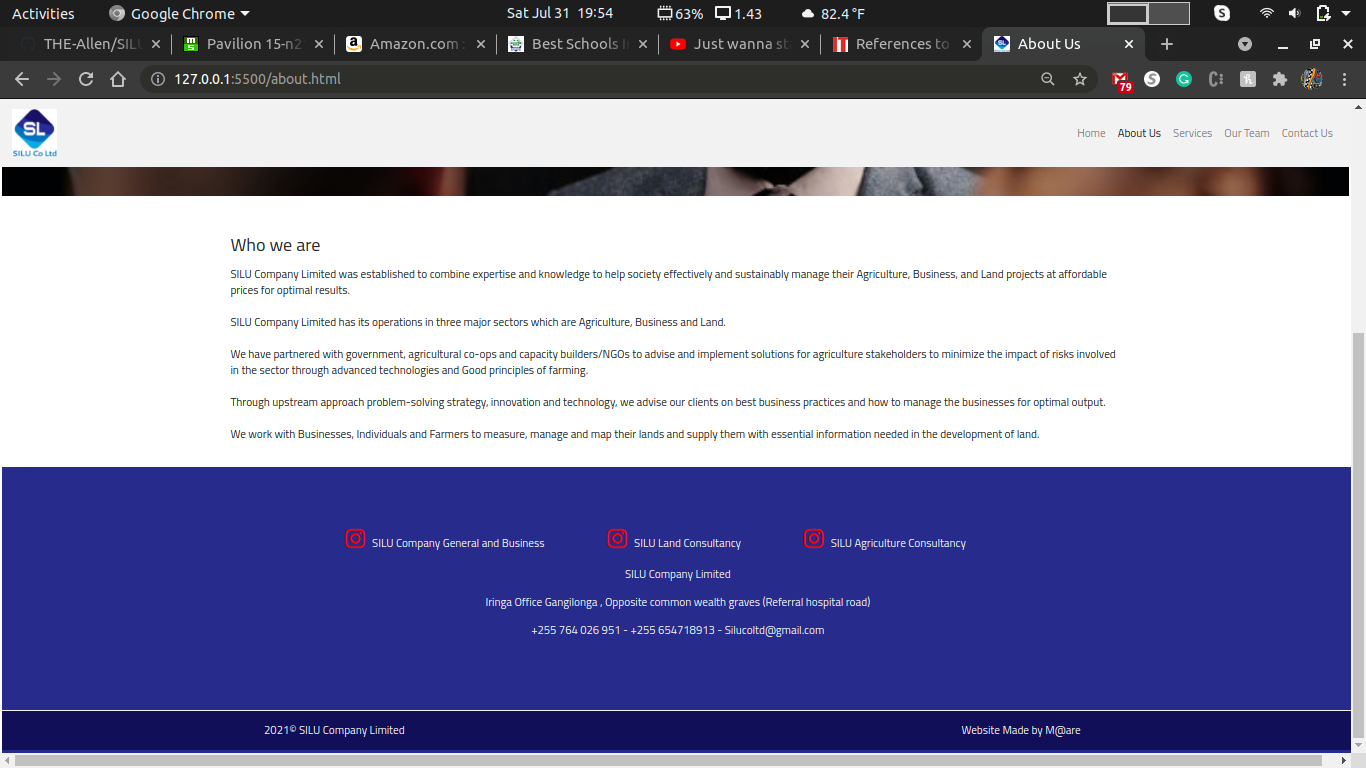 Activities Google Chrome Sat Jul 31 19:54 63% 1.43 82.4 °F
THE-Allen/SILU Pavilion 15-n2 Amazon.com : Best Schools I Just wanna st References to About Us
127.0.0.1:5500/about.html 79
SL
SILU Co Ltd
Home About Us Services Our Team Contact Us
Who we are
SILU Company Limited was established to combine expertise and knowledge to help society effectively and sustainably manage their Agriculture, Business, and Land projects at affordable
prices for optimal results.
SILU Company Limited has its operations in three major sectors which are Agriculture, Business and Land.
We have partnered with government, agricultural co-ops and capacity builders/NGOs to advise and implement solutions for agriculture stakeholders to minimize the impact of risks involved
in the sector through advanced technologies and Good principles of farming.
Through upstream approach problem-solving strategy, innovation and technology, we advise our clients on best business practices and how to manage the businesses for optimal output.
We work with Businesses, Individuals and Farmers to measure, manage and map their lands and supply them with essential information needed in the development of land.
SILU Company General and Business SILU Land Consultancy SILU Agriculture Consultancy
SILU Company Limited
Iringa Office Gangilonga , Opposite common wealth graves (Referral hospital road)
+255 764 026 951 - +255 654718913 - Silucoltd@gmail.com
2021© SILU Company Limited Website Made by M@are